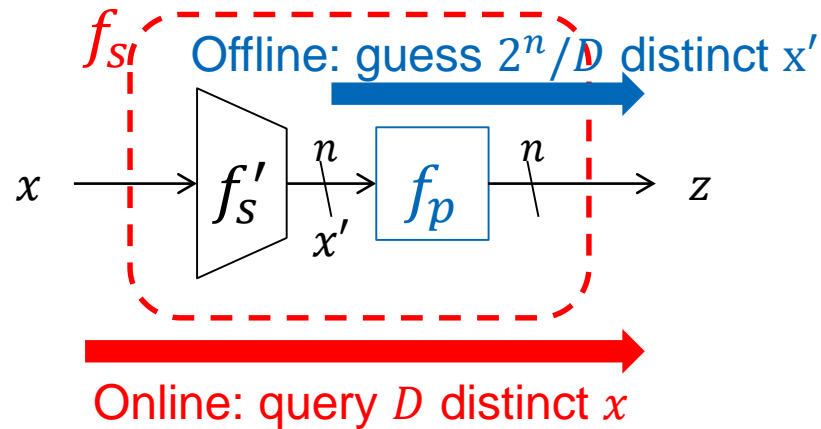 f_s
Offline: guess 2^n/D distinct x′
n n
x f_s′ f_p z
x′
Online: query D distinct x